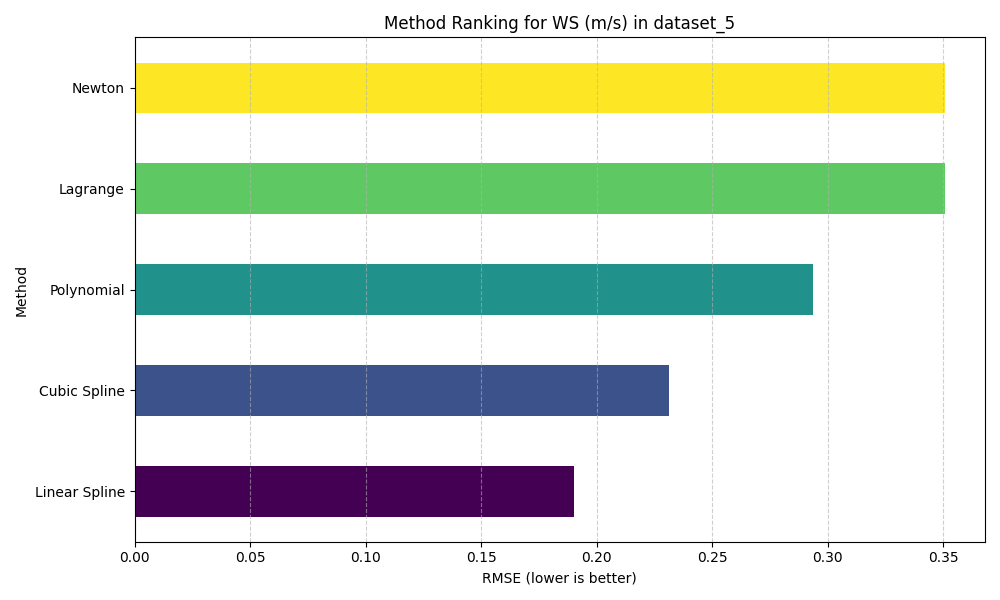 Method Ranking for WS (m/s) in dataset_5
Newton
Lagrange
Polynomial
Cubic Spline
Linear Spline
Method
0.00 0.05 0.10 0.15 0.20 0.25 0.30 0.35
RMSE (lower is better)